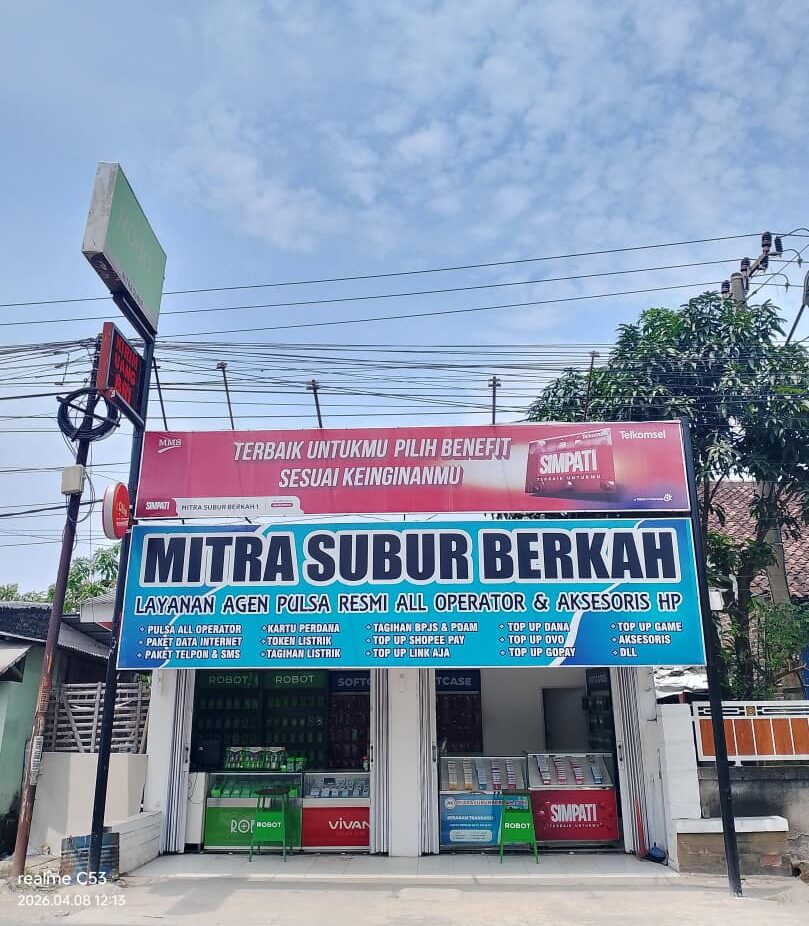 ROBOT
MMS
TERBAIK UNTUKMU PILIH BENEFIT
SESUAI KEINGINANMU
Telkomsel
SIMPATI
TERBAIK UNTUKMU
SIMPATI
MITRA SUBUR BERKAH 1
MITRA SUBUR BERKAH
LAYANAN AGEN PULSA RESMI ALL OPERATOR & AKSESORIS HP
• PULSA ALL OPERATOR
• PAKET DATA INTERNET
• PAKET TELPON & SMS
• KARTU PERDANA
• TOKEN LISTRIK
• TAGIHAN LISTRIK
• TAGIHAN BPJS & PDAM
• TOP UP SHOPEE PAY
• TOP UP LINK AJA
• TOP UP DANA
• TOP UP OVO
• TOP UP GOPAY
• TOP UP GAME
• AKSESORIS
• DLL
ROBOT
ROBOT
SOFTC
TCASE
ROBOT
VIVAN
ROBOT
SIMPATI
TERBAIK UNTUKMU
realme C53
2026.04.08 12:13